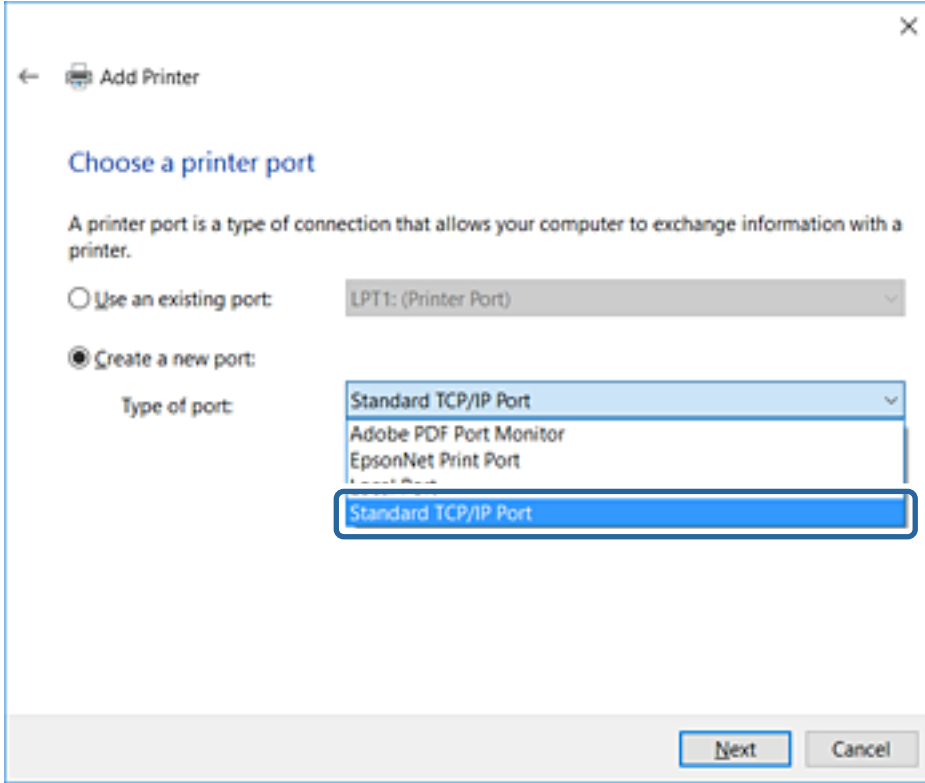 Add Printer
Choose a printer port
A printer port is a type of connection that allows your computer to exchange information with a
printer.
Use an existing port:
LPT1: (Printer Port)
Create a new port:
Type of port:
Standard TCP/IP Port
Adobe PDF Port Monitor
EpsonNet Print Port
Local Port
Standard TCP/IP Port
Next
Cancel